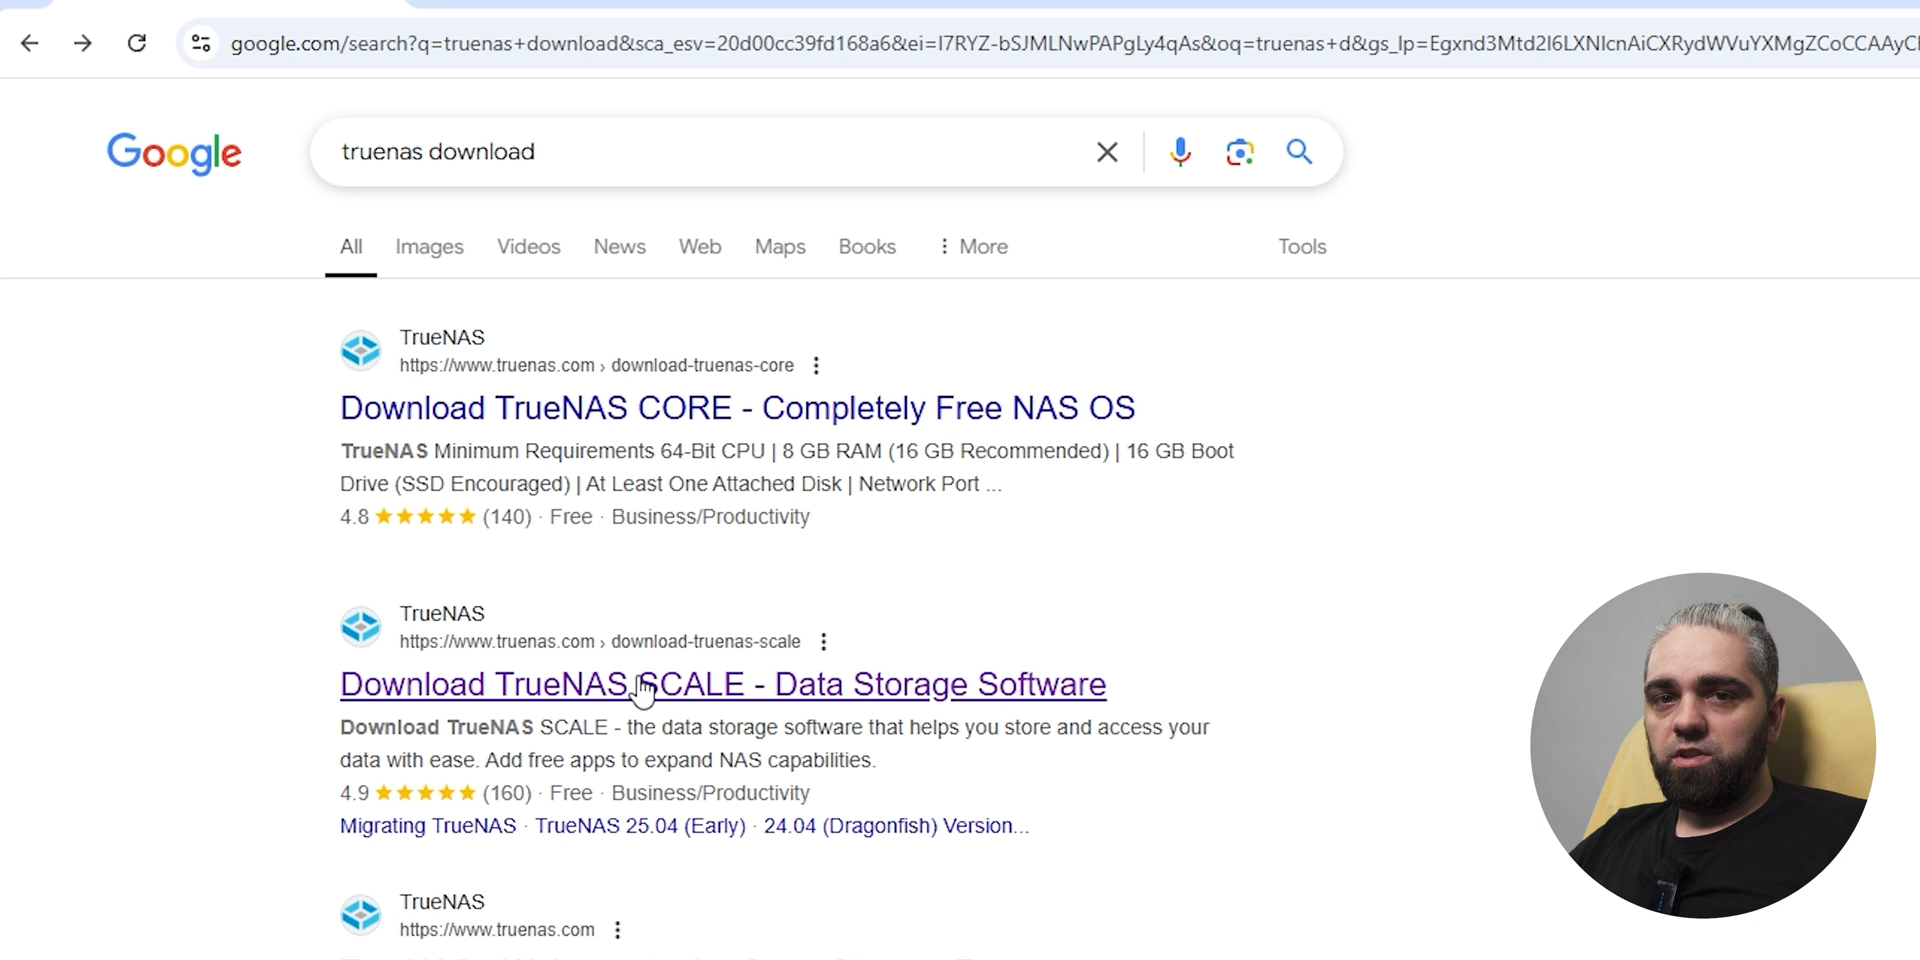 google.com/search?q=truenas+download&sca_esv=20d00cc39fd168a6&ei=I7RYZ-bSJMLNwPAPgLy4qAs&oq=truenas+d&gs_lp=Egxnd3Mtd2l6LXNlcnAiCXRydWVuYXMgZCoCCAAyC
Google
truenas download
All Images Videos News Web Maps Books More Tools
TrueNAS
https://www.truenas.com › download-truenas-core
Download TrueNAS CORE - Completely Free NAS OS
TrueNAS Minimum Requirements 64-Bit CPU | 8 GB RAM (16 GB Recommended) | 16 GB Boot
Drive (SSD Encouraged) | At Least One Attached Disk | Network Port ...
4.8 ★★★★★ (140) · Free · Business/Productivity
TrueNAS
https://www.truenas.com › download-truenas-scale
Download TrueNAS SCALE - Data Storage Software
Download TrueNAS SCALE - the data storage software that helps you store and access your
data with ease. Add free apps to expand NAS capabilities.
4.9 ★★★★★ (160) · Free · Business/Productivity
Migrating TrueNAS · TrueNAS 25.04 (Early) · 24.04 (Dragonfish) Version...
TrueNAS
https://www.truenas.com